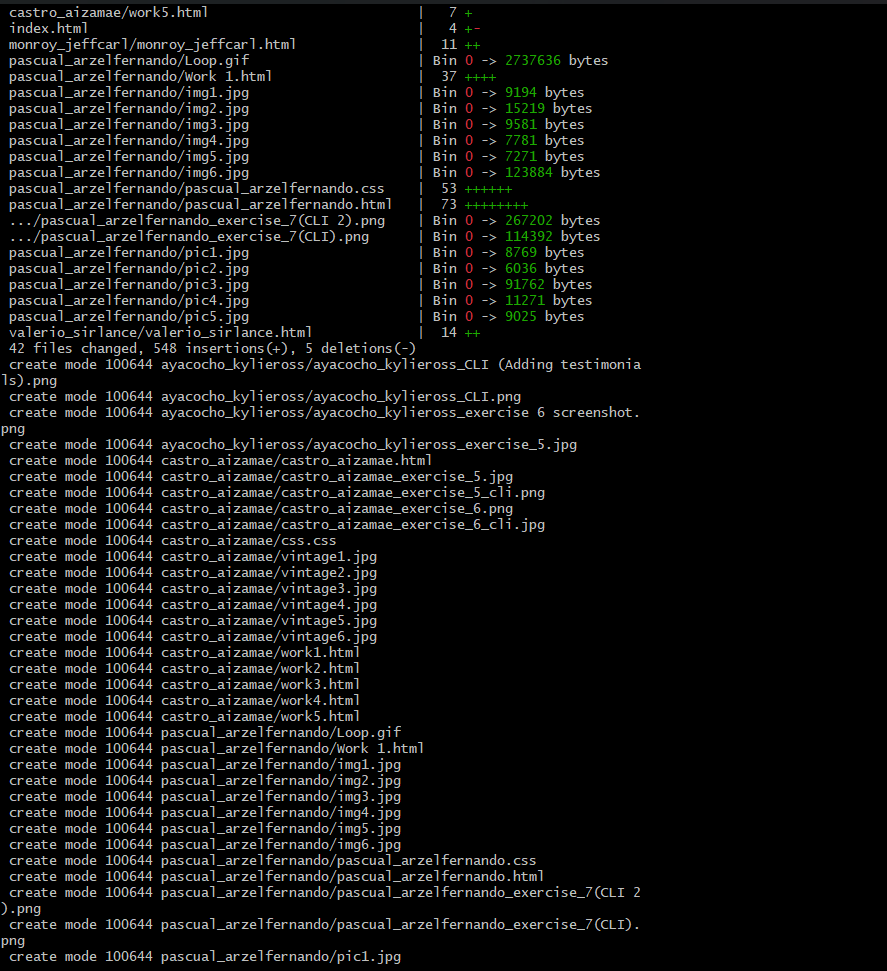 castro_aizamae/work5.html | 7 +
index.html | 4 +-
monroy_jeffcarl/monroy_jeffcarl.html | 11 ++
pascual_arzelfernando/Loop.gif | Bin 0 -> 2737636 bytes
pascual_arzelfernando/Work 1.html | 37 ++++
pascual_arzelfernando/img1.jpg | Bin 0 -> 9194 bytes
pascual_arzelfernando/img2.jpg | Bin 0 -> 15219 bytes
pascual_arzelfernando/img3.jpg | Bin 0 -> 9581 bytes
pascual_arzelfernando/img4.jpg | Bin 0 -> 7781 bytes
pascual_arzelfernando/img5.jpg | Bin 0 -> 7271 bytes
pascual_arzelfernando/img6.jpg | Bin 0 -> 123884 bytes
pascual_arzelfernando/pascual_arzelfernando.css | 53 ++++++
pascual_arzelfernando/pascual_arzelfernando.html | 73 ++++++++
.../pascual_arzelfernando_exercise_7(CLI 2).png | Bin 0 -> 267202 bytes
.../pascual_arzelfernando_exercise_7(CLI).png | Bin 0 -> 114392 bytes
pascual_arzelfernando/pic1.jpg | Bin 0 -> 8769 bytes
pascual_arzelfernando/pic2.jpg | Bin 0 -> 6036 bytes
pascual_arzelfernando/pic3.jpg | Bin 0 -> 91762 bytes
pascual_arzelfernando/pic4.jpg | Bin 0 -> 11271 bytes
pascual_arzelfernando/pic5.jpg | Bin 0 -> 9025 bytes
valerio_sirlance/valerio_sirlance.html | 14 ++
42 files changed, 548 insertions(+), 5 deletions(-)
create mode 100644 ayacocho_kylieross/ayacocho_kylieross_CLI (Adding testimonia
ls).png
create mode 100644 ayacocho_kylieross/ayacocho_kylieross_CLI.png
create mode 100644 ayacocho_kylieross/ayacocho_kylieross_exercise 6 screenshot.
png
create mode 100644 ayacocho_kylieross/ayacocho_kylieross_exercise_5.jpg
create mode 100644 castro_aizamae/castro_aizamae.html
create mode 100644 castro_aizamae/castro_aizamae_exercise_5.jpg
create mode 100644 castro_aizamae/castro_aizamae_exercise_5_cli.png
create mode 100644 castro_aizamae/castro_aizamae_exercise_6.png
create mode 100644 castro_aizamae/castro_aizamae_exercise_6_cli.jpg
create mode 100644 castro_aizamae/css.css
create mode 100644 castro_aizamae/vintage1.jpg
create mode 100644 castro_aizamae/vintage2.jpg
create mode 100644 castro_aizamae/vintage3.jpg
create mode 100644 castro_aizamae/vintage4.jpg
create mode 100644 castro_aizamae/vintage5.jpg
create mode 100644 castro_aizamae/vintage6.jpg
create mode 100644 castro_aizamae/work1.html
create mode 100644 castro_aizamae/work2.html
create mode 100644 castro_aizamae/work3.html
create mode 100644 castro_aizamae/work4.html
create mode 100644 castro_aizamae/work5.html
create mode 100644 pascual_arzelfernando/Loop.gif
create mode 100644 pascual_arzelfernando/Work 1.html
create mode 100644 pascual_arzelfernando/img1.jpg
create mode 100644 pascual_arzelfernando/img2.jpg
create mode 100644 pascual_arzelfernando/img3.jpg
create mode 100644 pascual_arzelfernando/img4.jpg
create mode 100644 pascual_arzelfernando/img5.jpg
create mode 100644 pascual_arzelfernando/img6.jpg
create mode 100644 pascual_arzelfernando/pascual_arzelfernando.css
create mode 100644 pascual_arzelfernando/pascual_arzelfernando.html
create mode 100644 pascual_arzelfernando/pascual_arzelfernando_exercise_7(CLI 2
).png
create mode 100644 pascual_arzelfernando/pascual_arzelfernando_exercise_7(CLI).
png
create mode 100644 pascual_arzelfernando/pic1.jpg